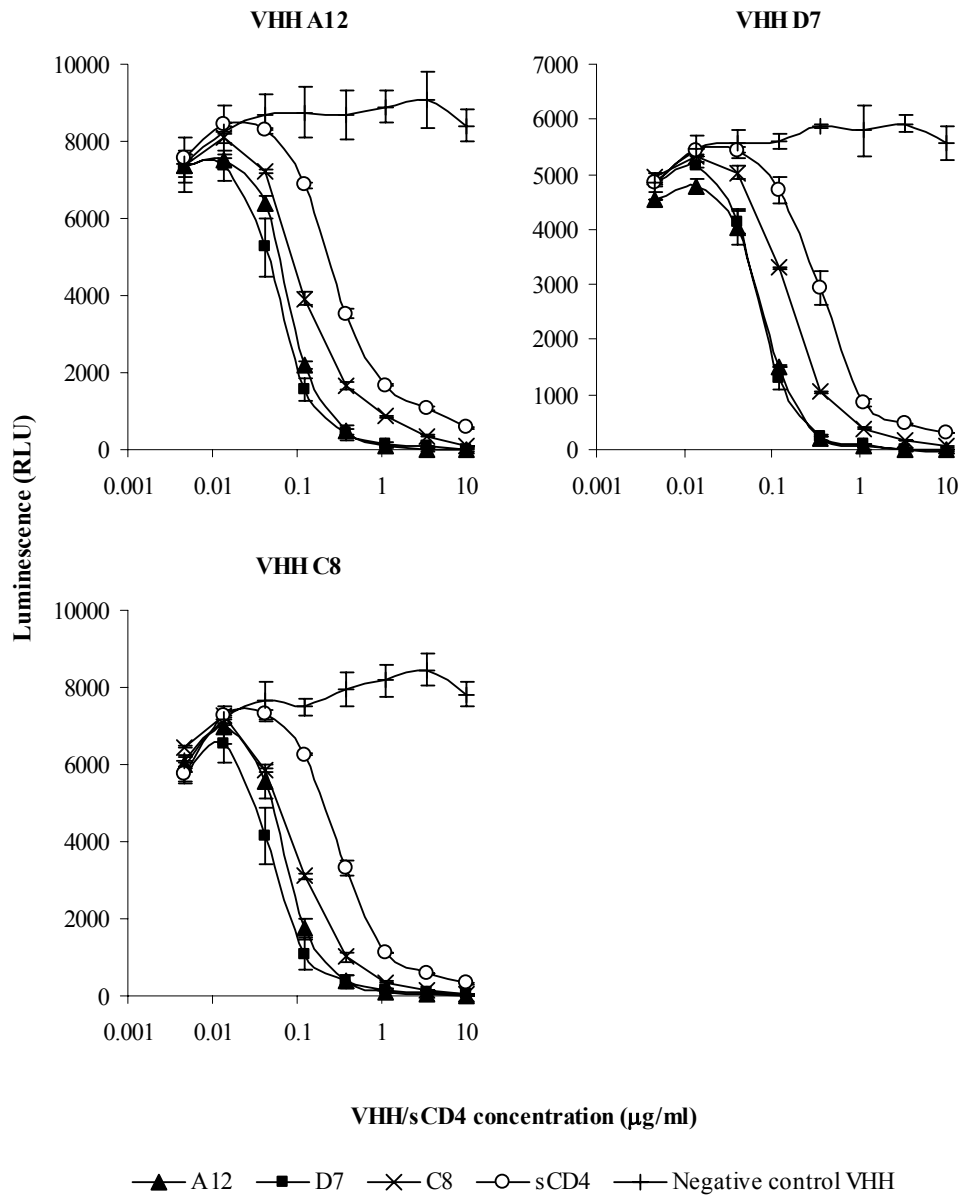 VHH A12
VHH D7
10000
8000
6000
4000
2000
0
0.001 0.01 0.1 1 10
7000
6000
5000
4000
3000
2000
1000
0
0.001 0.01 0.1 1 10
Luminescence (RLU)
VHH C8
10000
8000
6000
4000
2000
0
0.001 0.01 0.1 1 10
VHH/sCD4 concentration (μg/ml)
A12 D7 C8 sCD4 Negative control VHH